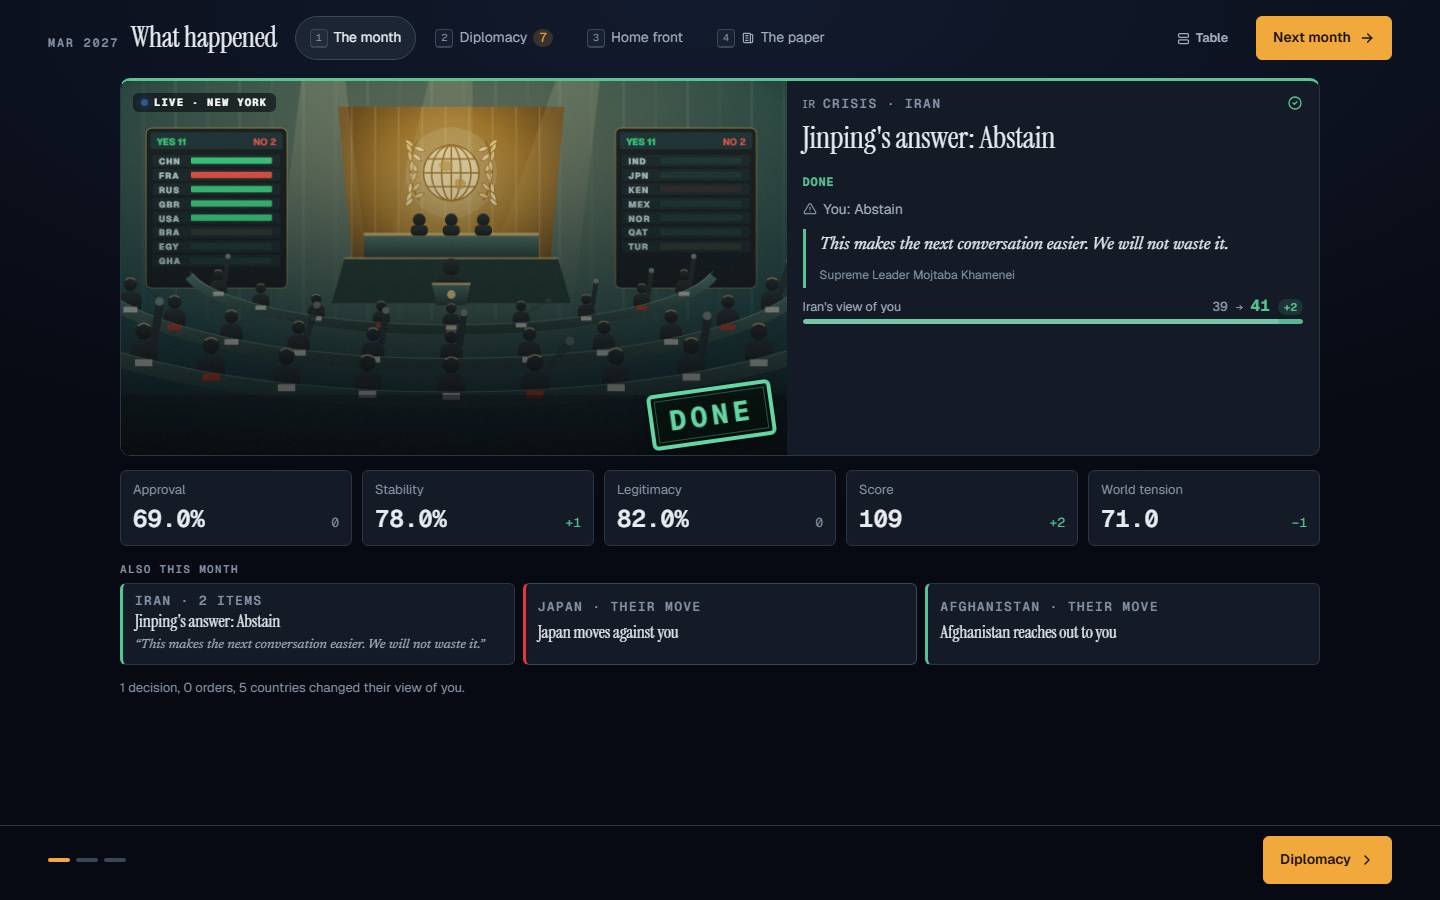 MAR 2027 What happened
1 The month
2 Diplomacy 7
3 Home front
4 The paper
Table
Next month →
LIVE · NEW YORK
YES 11 NO 2
CHN
FRA
RUS
GBR
USA
BRA
EGY
GHA
YES 11 NO 2
IND
JPN
KEN
MEX
NOR
QAT
TUR
DONE
IR CRISIS · IRAN
Jinping's answer: Abstain
DONE
You: Abstain
This makes the next conversation easier. We will not waste it.
Supreme Leader Mojtaba Khamenei
Iran's view of you 39 → 41 +2
Approval
69.0% 0
Stability
78.0% +1
Legitimacy
82.0% 0
Score
109 +2
World tension
71.0 −1
ALSO THIS MONTH
IRAN · 2 ITEMS
Jinping's answer: Abstain
“This makes the next conversation easier. We will not waste it.”
JAPAN · THEIR MOVE
Japan moves against you
AFGHANISTAN · THEIR MOVE
Afghanistan reaches out to you
1 decision, 0 orders, 5 countries changed their view of you.
Diplomacy